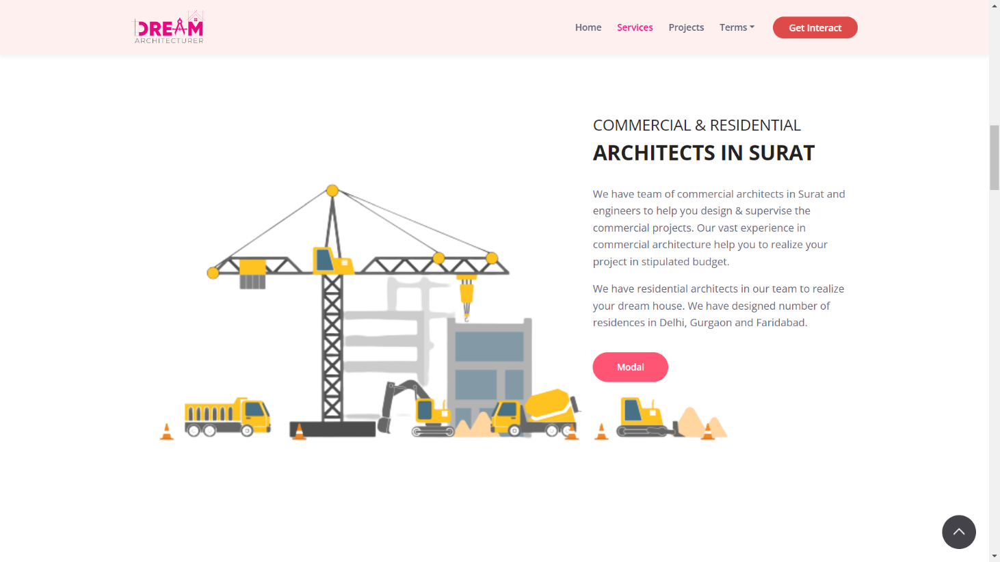 DREAM
ARCHITECTURER
Home
Services
Projects
Terms
Get Interact
COMMERCIAL & RESIDENTIAL
ARCHITECTS IN SURAT
We have team of commercial architects in Surat and
engineers to help you design & supervise the
commercial projects. Our vast experience in
commercial architecture help you to realize your
project in stipulated budget.
We have residential architects in our team to realize
your dream house. We have designed number of
residences in Delhi, Gurgaon and Faridabad.
Modal